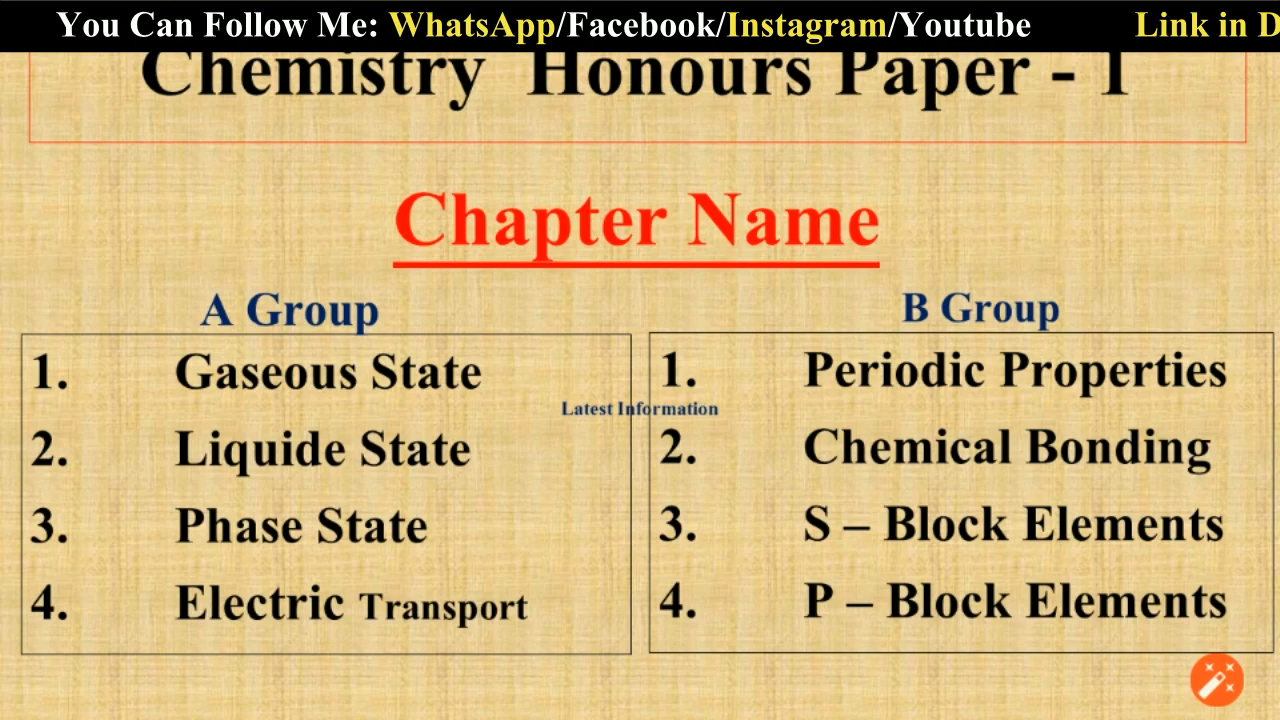 You Can Follow Me: WhatsApp/Facebook/Instagram/Youtube Link in
Chemistry Honours Paper - 1
Chapter Name
A Group
1. Gaseous State
2. Liquide State
3. Phase State
4. Electric Transport
Latest Information
B Group
1. Periodic Properties
2. Chemical Bonding
3. S – Block Elements
4. P – Block Elements